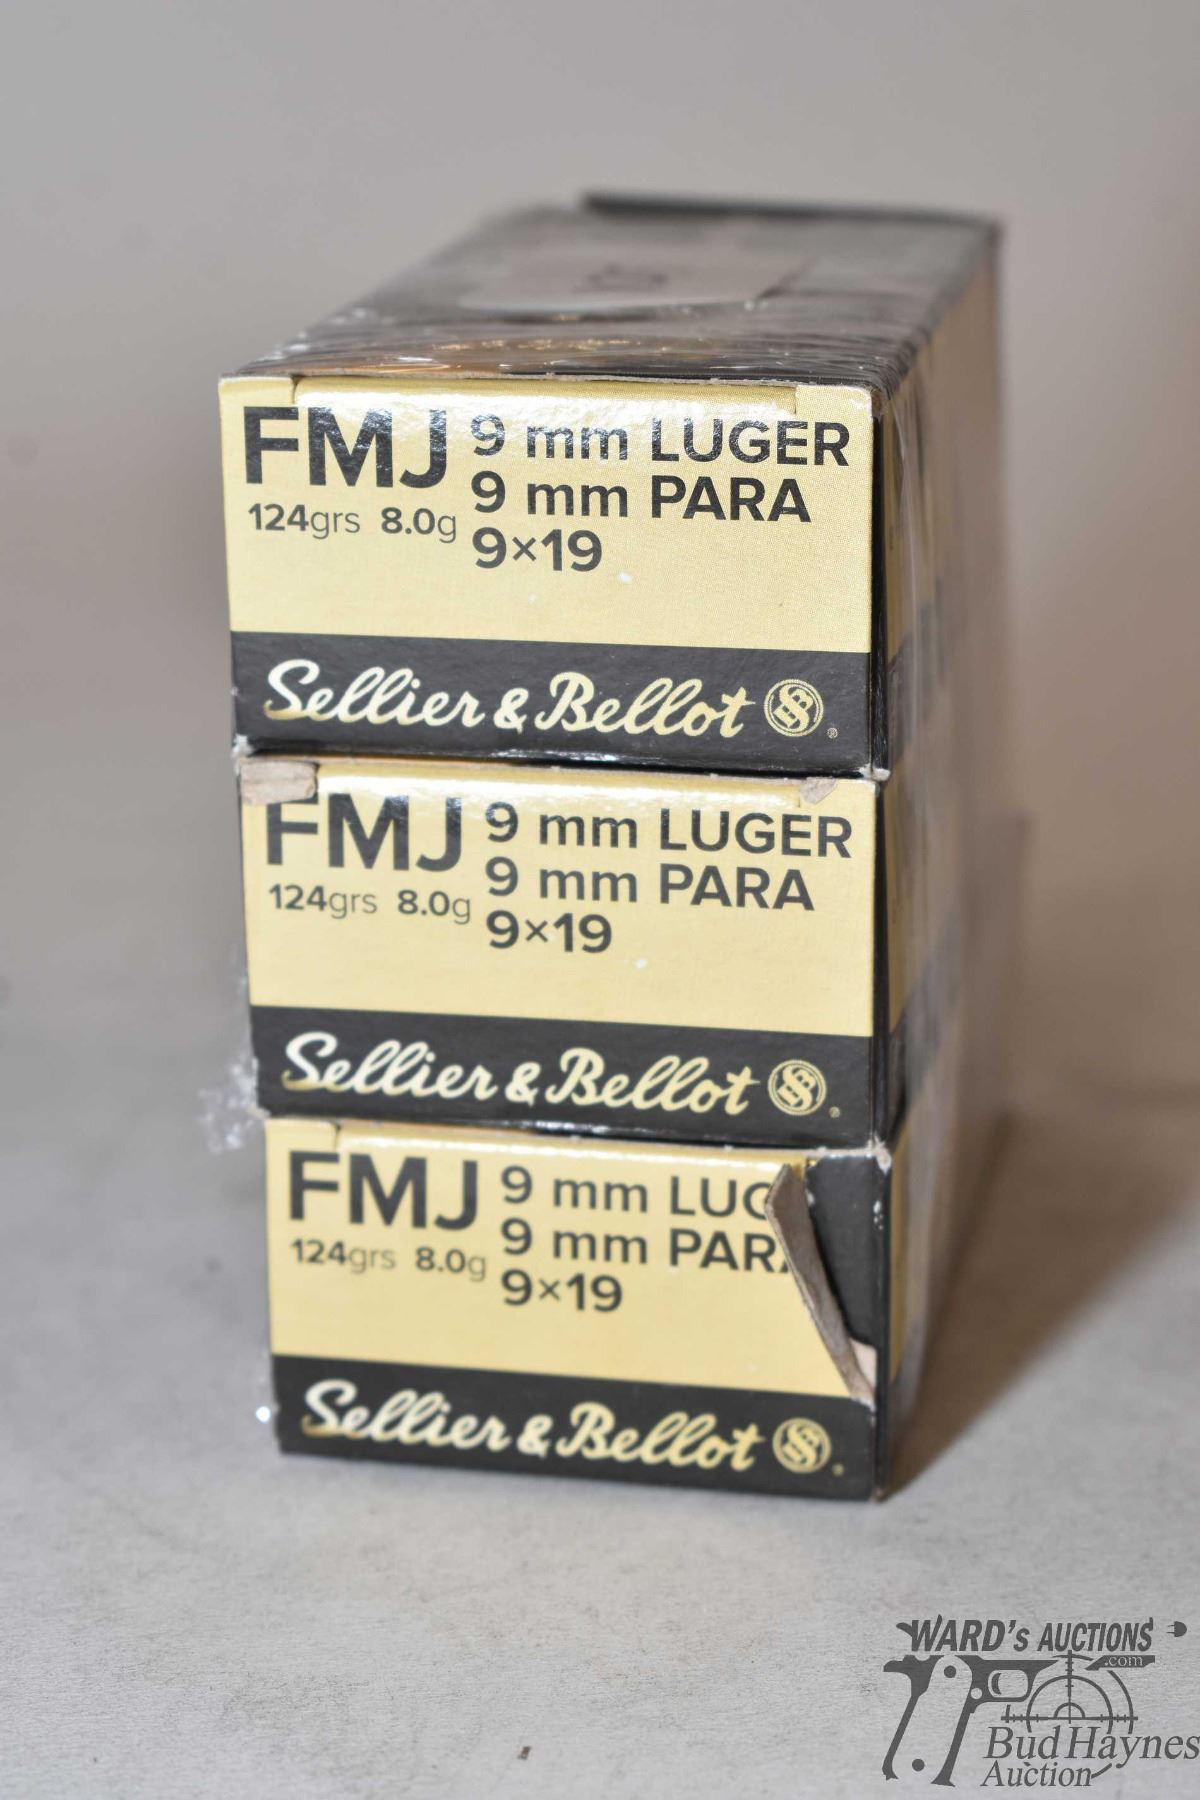 FMJ 9 mm LUGER
9 mm PARA
124grs 8.0g
9×19
Sellier & Bellot
FMJ 9 mm LUGER
9 mm PARA
124grs 8.0g
9×19
Sellier & Bellot
FMJ 9 mm LUG
9 mm PAR
124grs 8.0g
9×19
Sellier & Bellot
WARD's AUCTIONS
.com
Bud Haynes
Auction